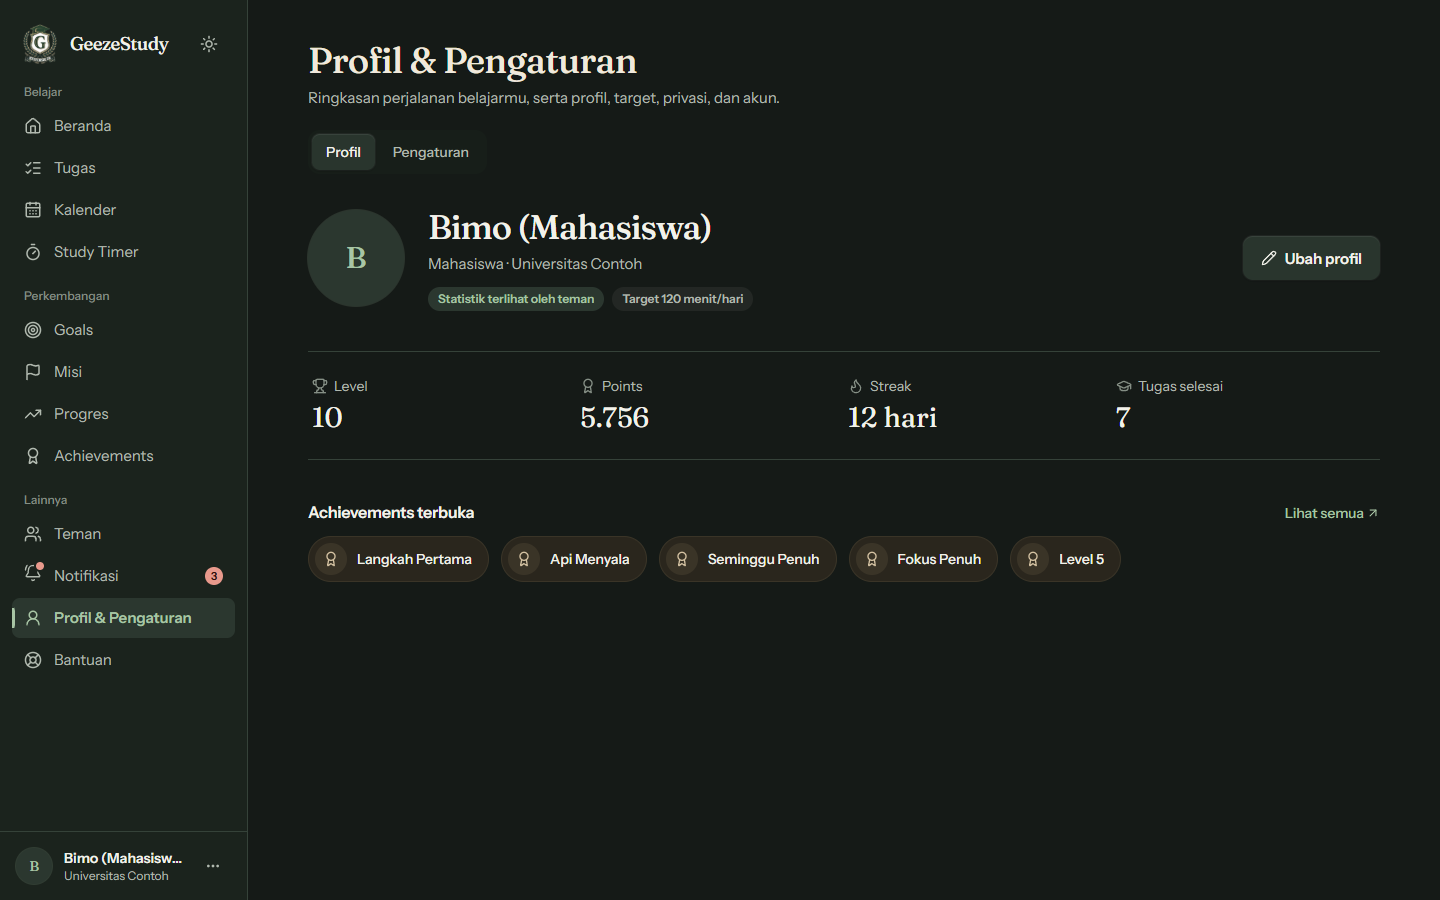 GeezeStudy
Belajar
Beranda
Tugas
Kalender
Study Timer
Perkembangan
Goals
Misi
Progres
Achievements
Lainnya
Teman
Notifikasi 3
Profil & Pengaturan
Bantuan
B
Bimo (Mahasisw...
Universitas Contoh
Profil & Pengaturan
Ringkasan perjalanan belajarmu, serta profil, target, privasi, dan akun.
Profil Pengaturan
B
Bimo (Mahasiswa)
Mahasiswa · Universitas Contoh
Statistik terlihat oleh teman Target 120 menit/hari
Ubah profil
Level Points Streak Tugas selesai
10 5.756 12 hari 7
Achievements terbuka Lihat semua
Langkah Pertama Api Menyala Seminggu Penuh Fokus Penuh Level 5